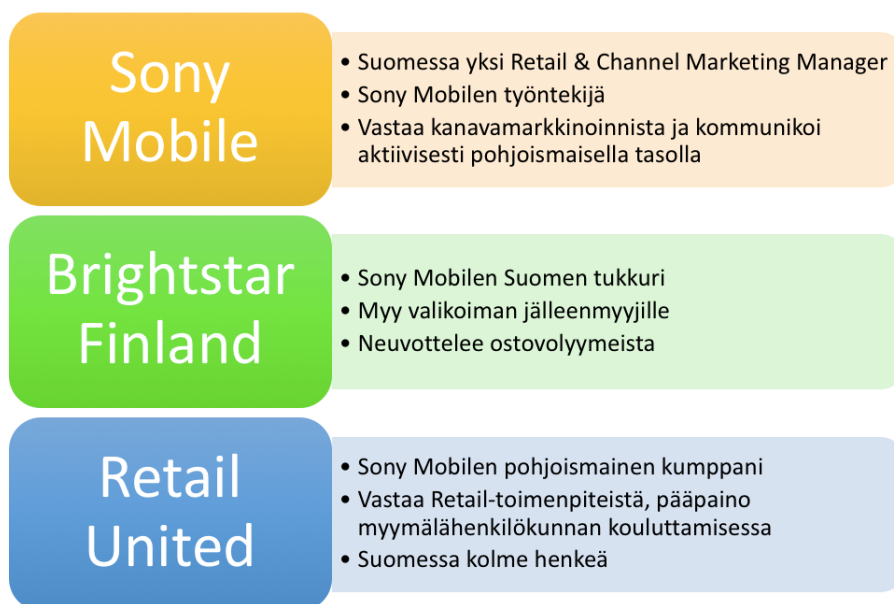 Sony
Mobile
• Suomessa yksi Retail & Channel Marketing Manager
• Sony Mobilen työntekijä
• Vastaa kanavamarkkinoinnista ja kommunikoi
aktiivisesti pohjoismaisella tasolla
Brightstar
Finland
• Sony Mobilen Suomen tukkuri
• Myy valikoiman jälleenmyyjille
• Neuvottelee ostovolyymeista
Retail
United
• Sony Mobilen pohjoismainen kumppani
• Vastaa Retail-toimenpiteistä, pääpaino
myymälähenkilökunnan kouluttamisessa
• Suomessa kolme henkeä